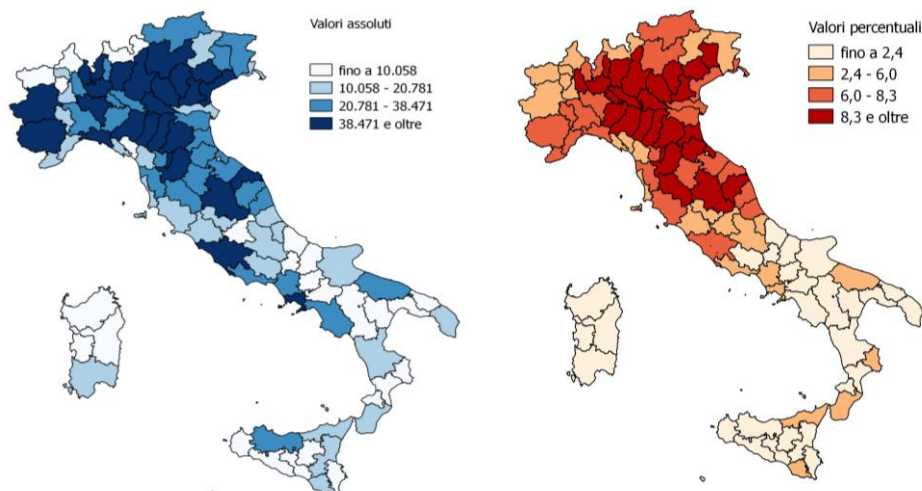 Valori assoluti
fino a 10.058
10.058 - 20.781
20.781 - 38.471
38.471 e oltre
Valori percentuali
fino a 2,4
2,4 - 6,0
6,0 - 8,3
8,3 e oltre